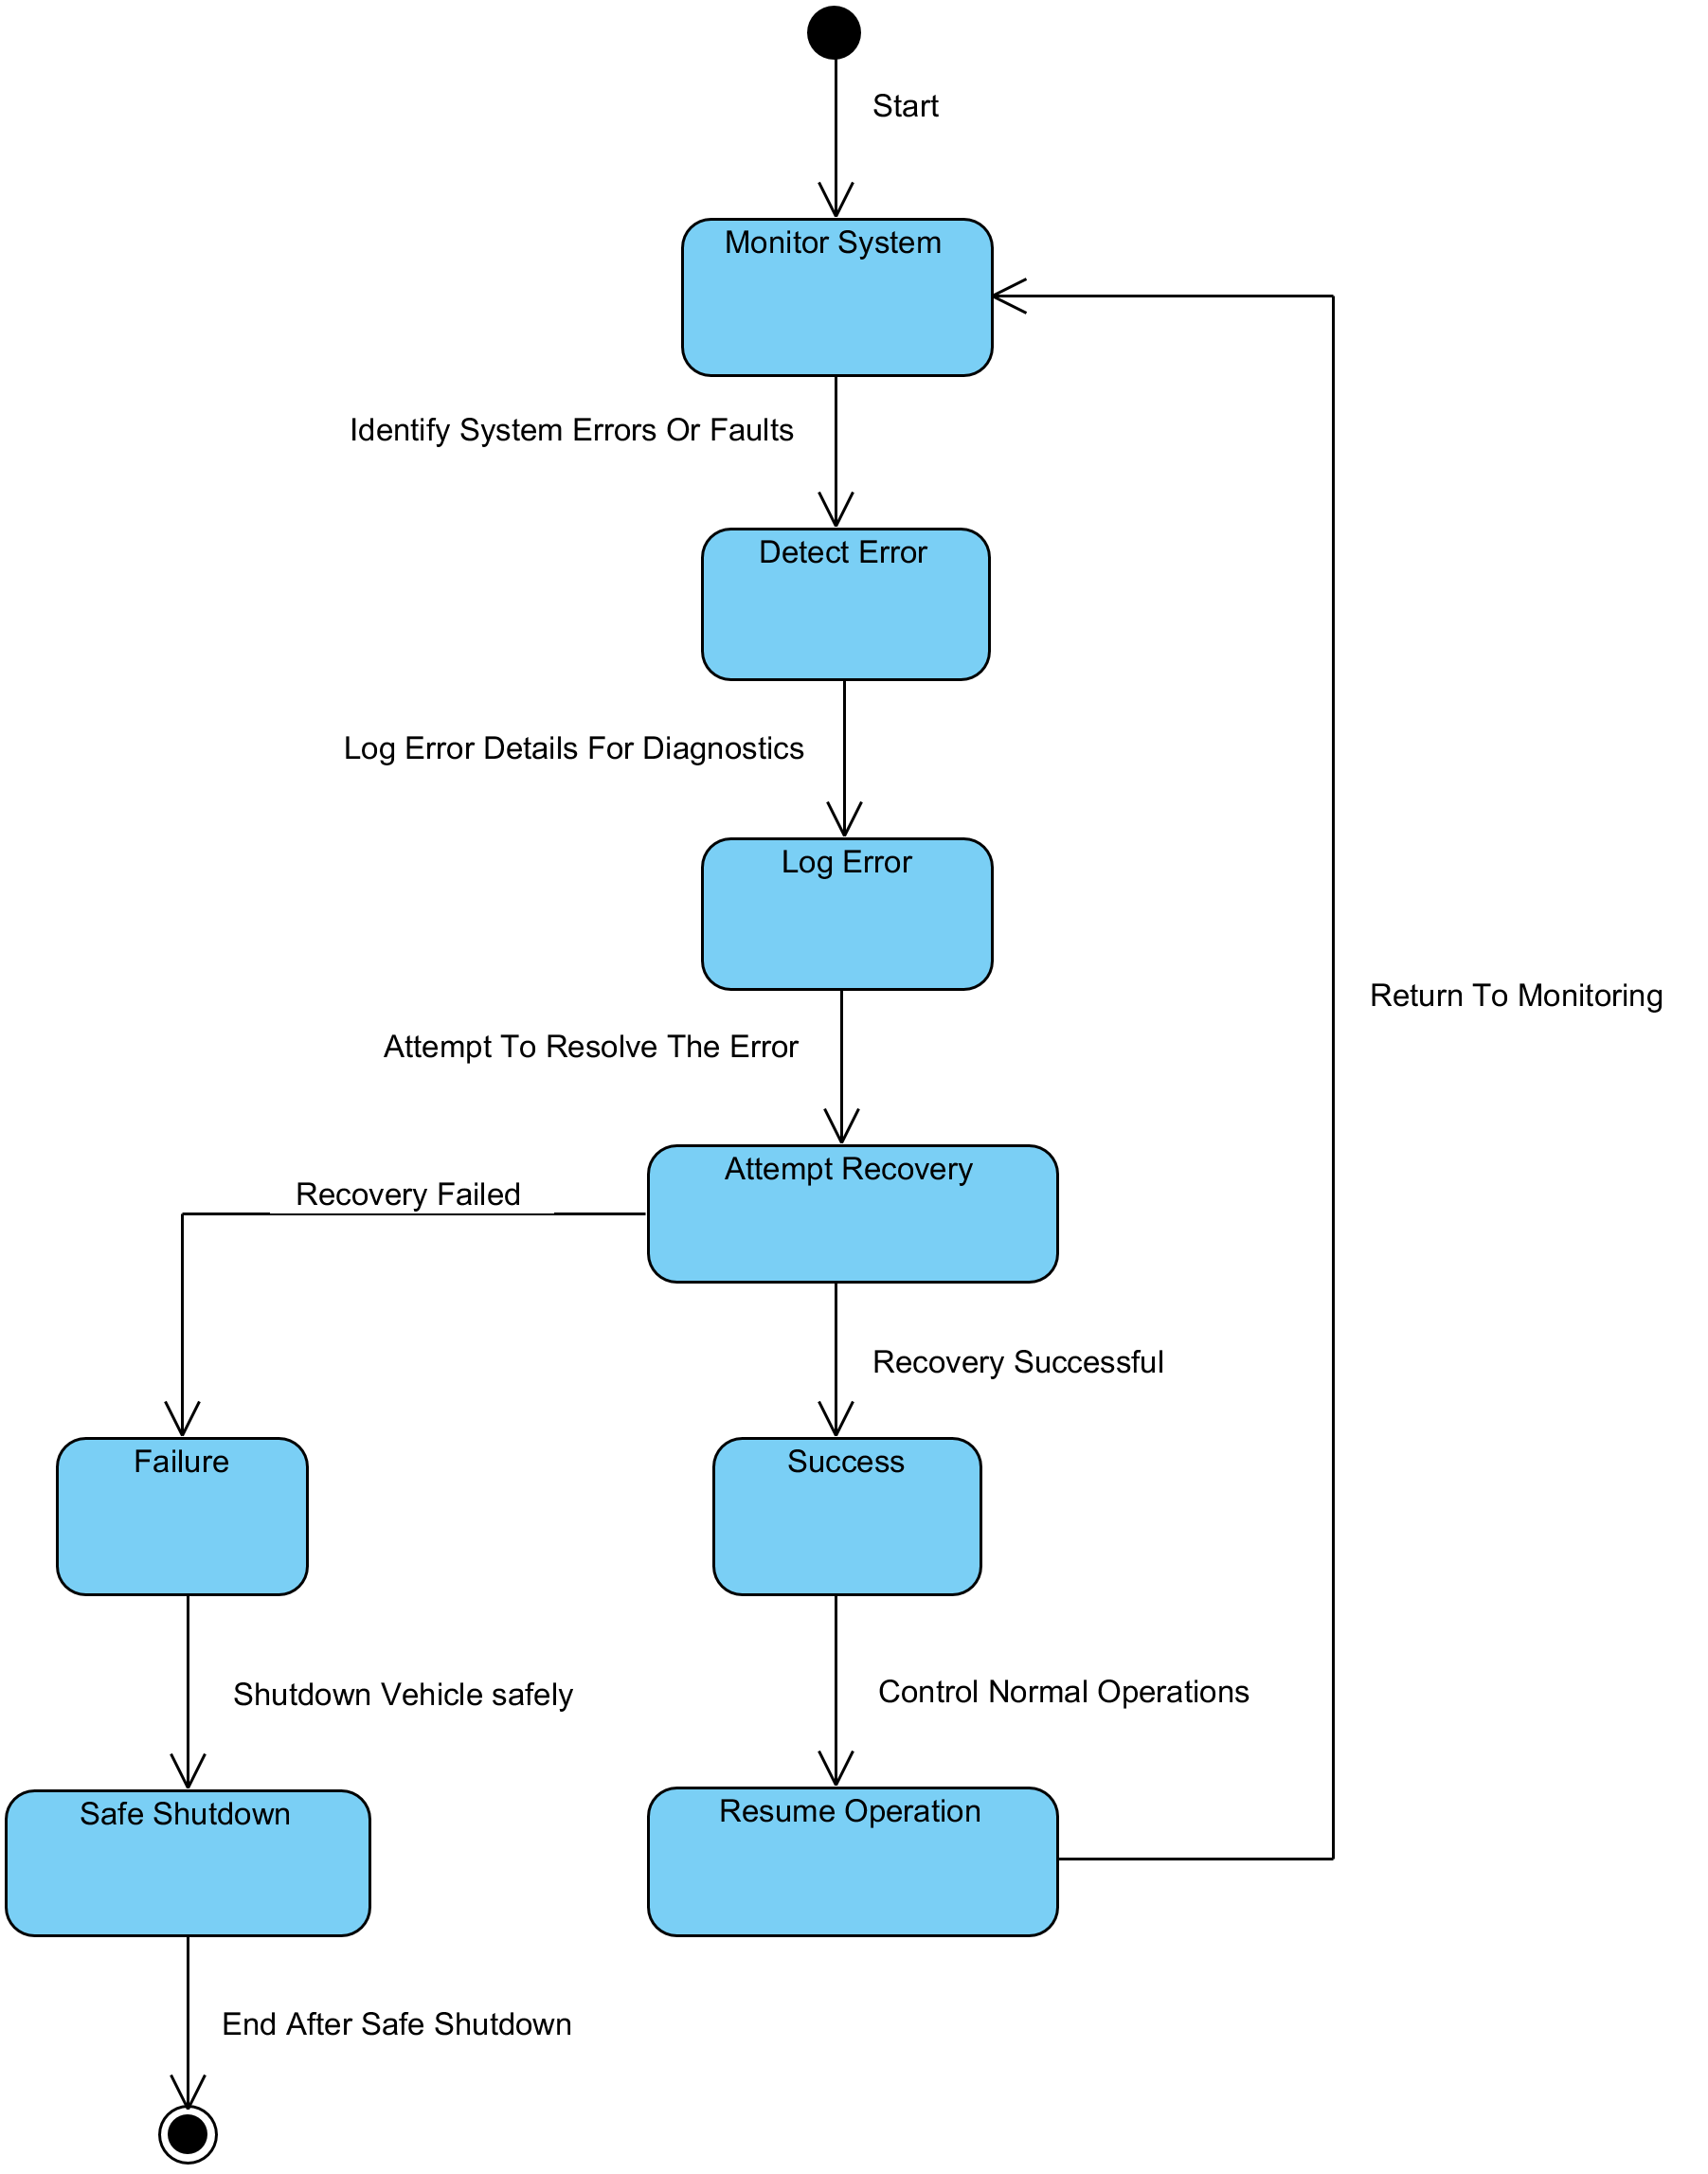 Start
Monitor System
Identify System Errors Or Faults
Detect Error
Log Error Details For Diagnostics
Log Error
Return To Monitoring
Attempt To Resolve The Error
Attempt Recovery
Recovery Failed
Recovery Successful
Failure
Success
Shutdown Vehicle safely
Control Normal Operations
Safe Shutdown
Resume Operation
End After Safe Shutdown